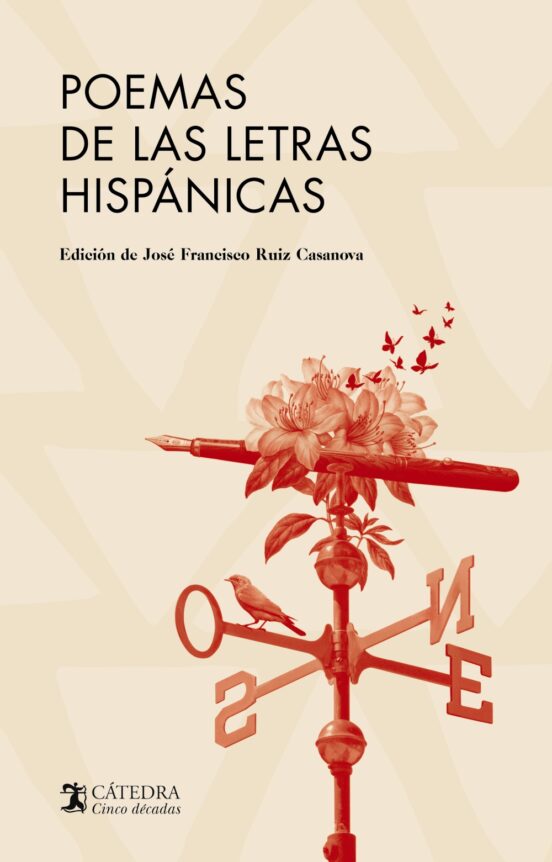 POEMAS
DE LAS LETRAS
HISPÁNICAS
Edición de José Francisco Ruiz Casanova
N
O
E
S
CÁTEDRA
Cinco décadas